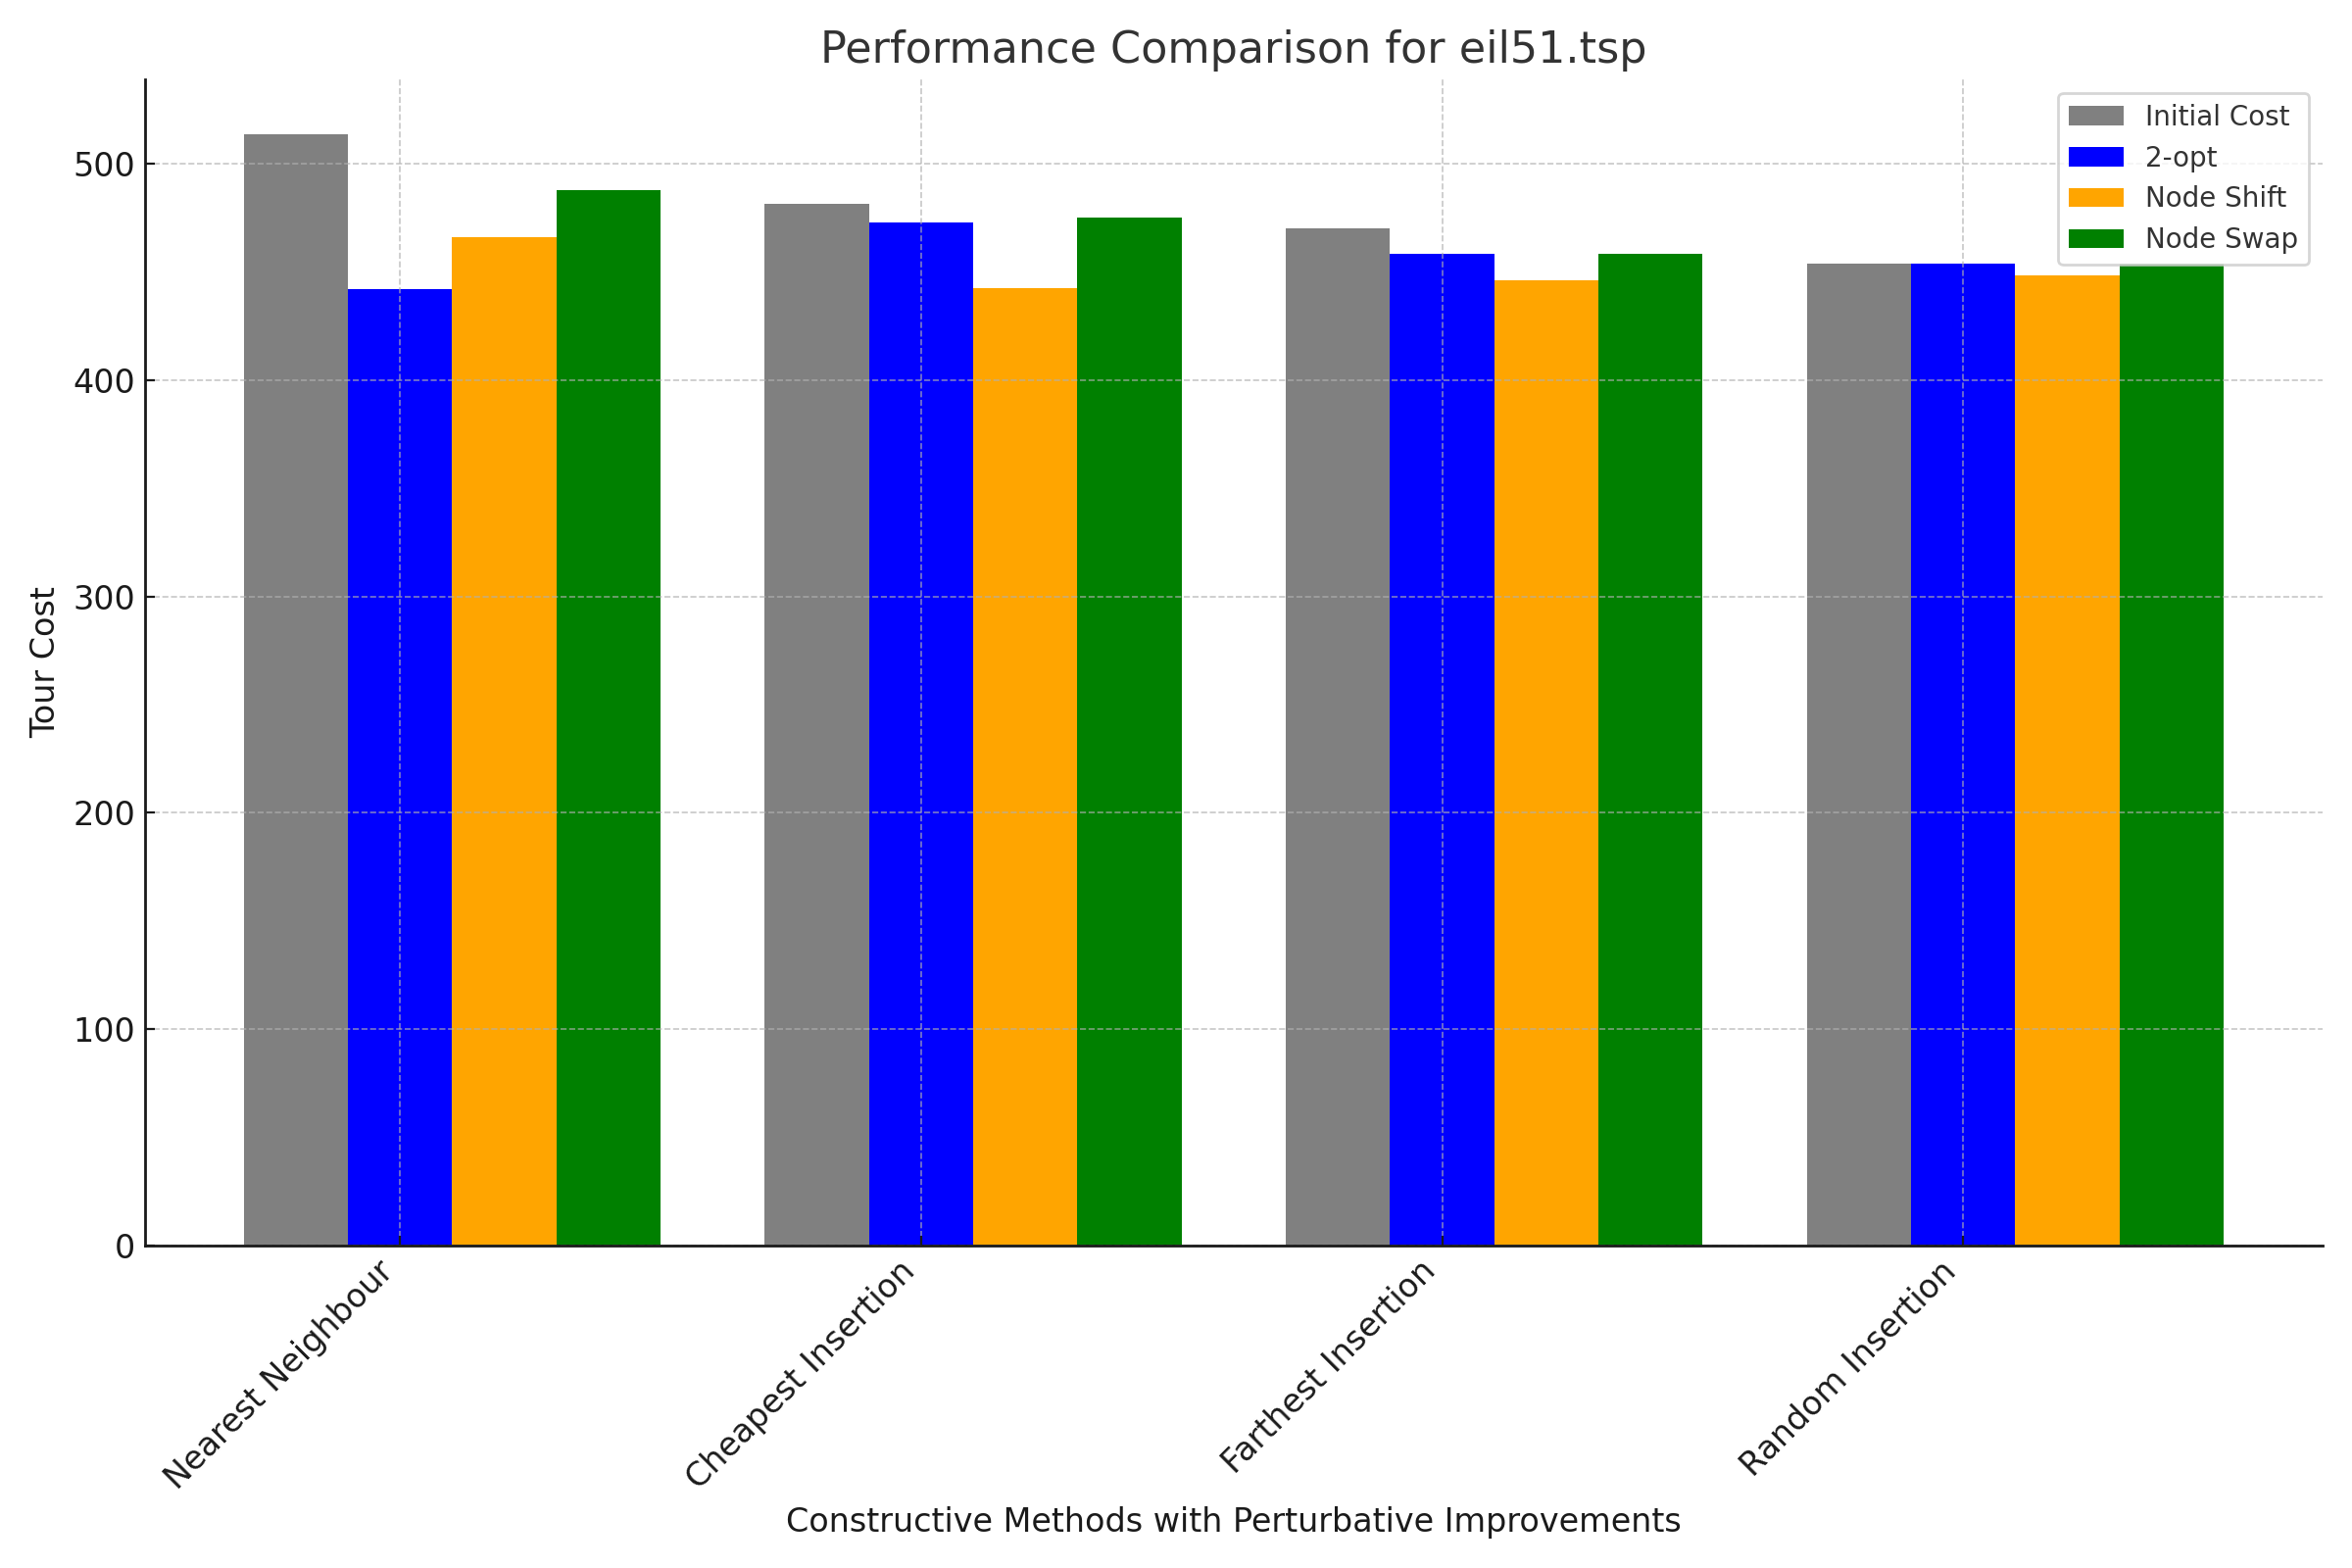 Performance Comparison for eil51.tsp
Initial Cost
2-opt
Node Shift
Node Swap
Tour Cost
500
400
300
200
100
0
Nearest Neighbour
Cheapest Insertion
Farthest Insertion
Random Insertion
Constructive Methods with Perturbative Improvements